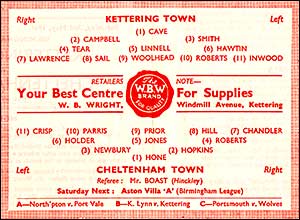 Right KETTERING TOWN Left
(1) CAVE
(2) CAMPBELL (3) SMITH
(4) TEAR (5) LINNELL (6) HAWTIN
(7) LAWRENCE (8) SAIL (9) WOOLHEAD (10) ROBERTS (11) INWOOD
RETAILERS The NOTE—
Your Best Centre W.B.W For Supplies
BRAND
W. B. WRIGHT, FOR QUALITY Windmill Avenue, Kettering
(11) CRISP (10) PARRIS (9) PRIOR (8) HILL (7) CHANDLER
(6) HOLDER (5) JONES (4) ROBERTS
(3) NEWBURY (2) HOPKINS
(1) HONE
Left CHELTENHAM TOWN Right
Referee : Mr. BOAST (Hinckley)
Saturday Next : Aston Villa 'A' (Birmingham League)
A—North'pton v. Port Vale B—K. Lynn v. Kettering C—Portsmouth v. Wolves